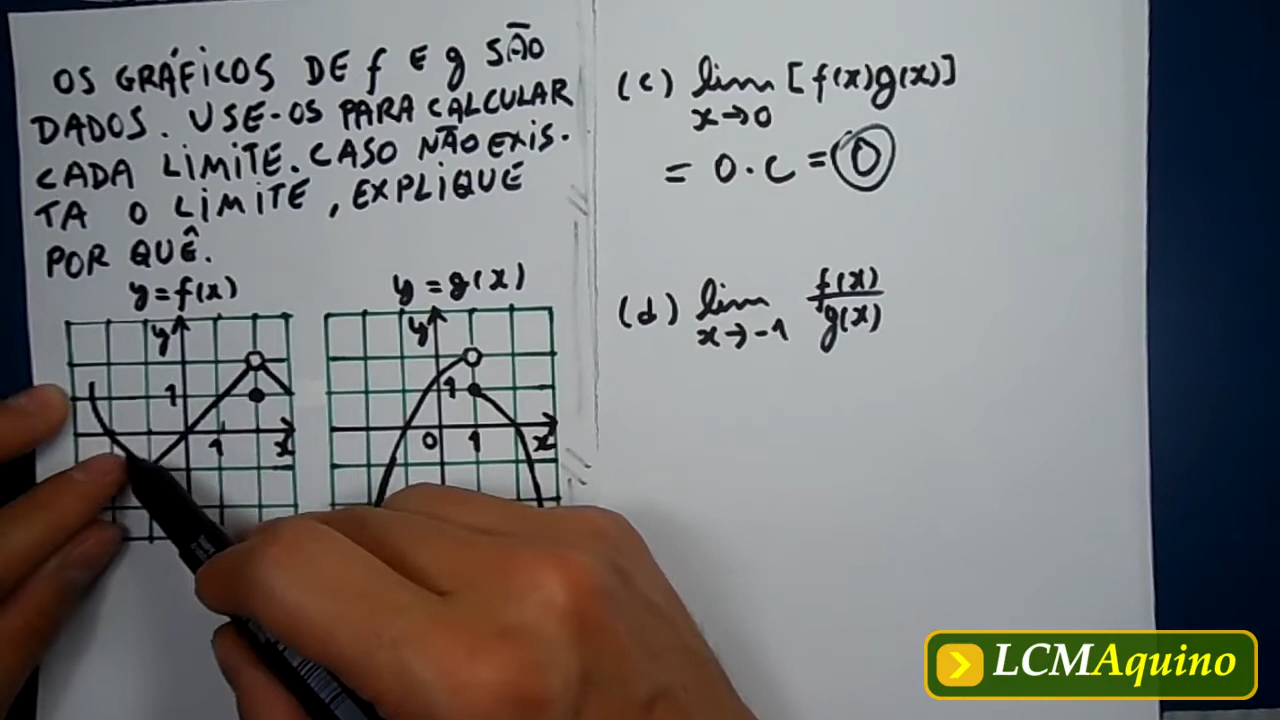 OS GRÁFICOS DE f E g SÃO
DADOS. USE-OS PARA CALCULAR
CADA LIMITE. CASO NÃO EXIS-
TA O LIMITE, EXPLIQUE
POR QUÊ.
y = f(x)
y
1
1
x
y = g(x)
y
1
0
1
x
(c) lim [f(x)g(x)]
x→0
= 0·c = 0
(d) lim f(x)
x→-1 g(x)
LCMAquino